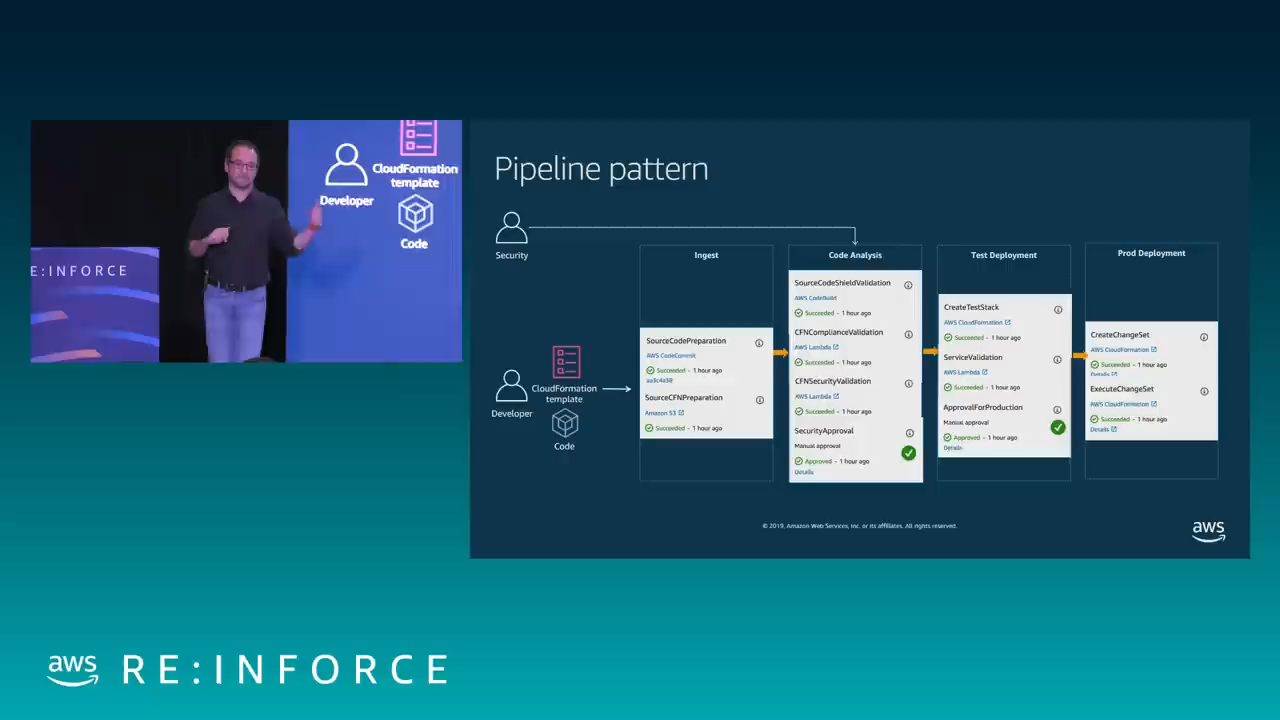 RE:INFORCE
Developer
CloudFormation
template
Code
Pipeline pattern
Security
Developer
CloudFormation
template
Code
Ingest
SourceCodePreparation
AWS CodeCommit
Succeeded - 1 hour ago
SourceCFNPreparation
Amazon S3
Succeeded - 1 hour ago
Code Analysis
SourceCodeShieldValidation
AWS CodeBuild
Succeeded - 1 hour ago
CFNComplianceValidation
AWS Lambda
Succeeded - 1 hour ago
CFNSecurityValidation
AWS Lambda
Succeeded - 1 hour ago
SecurityApproval
Manual approval
Approved - 1 hour ago
Details
Test Deployment
CreateTestStack
AWS CloudFormation
Succeeded - 1 hour ago
ServiceValidation
AWS Lambda
Succeeded - 1 hour ago
ApprovalForProduction
Manual approval
Approved - 1 hour ago
Details
Prod Deployment
CreateChangeSet
AWS CloudFormation
Succeeded - 1 hour ago
Details
ExecuteChangeSet
AWS CloudFormation
Succeeded - 1 hour ago
Details
© 2019, Amazon Web Services, Inc. or its affiliates. All rights reserved.
aws
aws RE:INFORCE